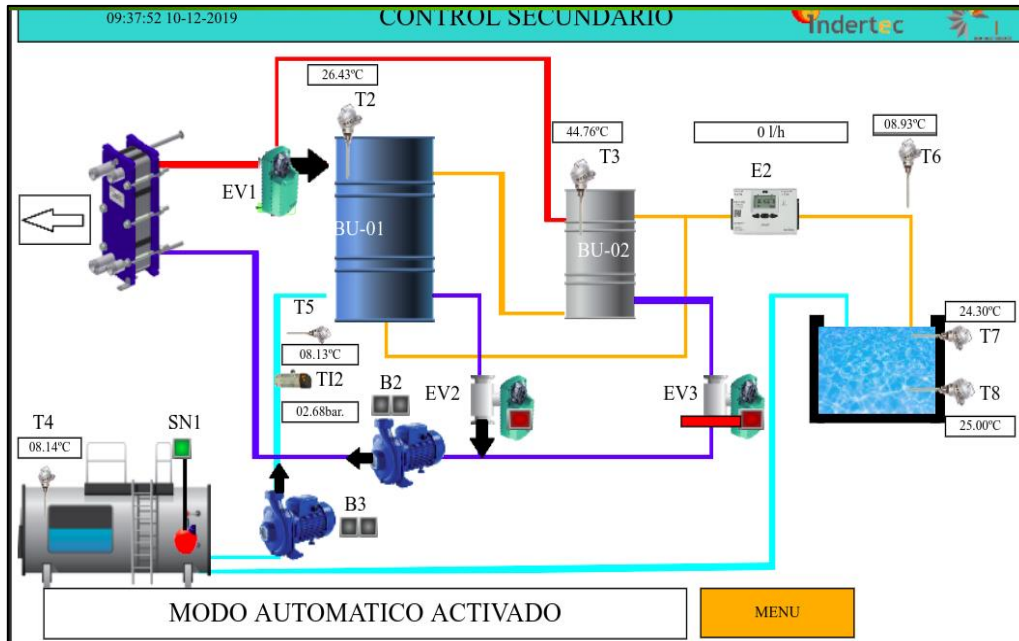 09:37:52 10-12-2019
CONTROL SECUNDARIO
Indertec
26.43ºC
T2
44.76ºC
T3
0 l/h
E2
08.93ºC
T6
EV1
BU-01
BU-02
T5
08.13ºC
TI2
02.68bar.
B2
EV2
EV3
24.30ºC
T7
T8
25.00ºC
T4
08.14ºC
SN1
B3
MODO AUTOMATICO ACTIVADO
MENU